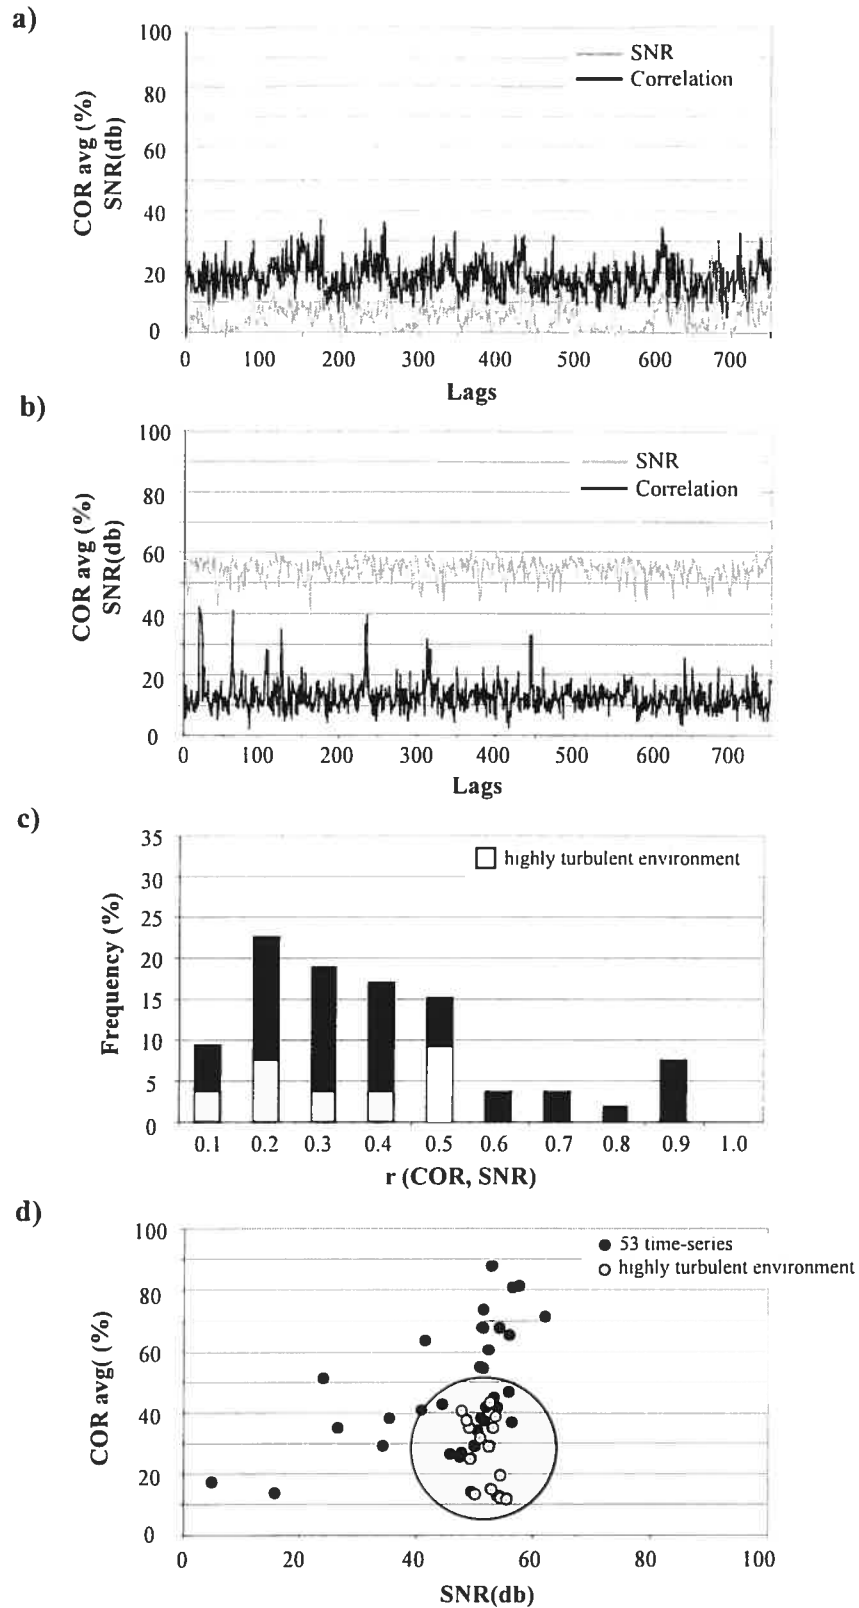 a)
100
80
60
40
20
0
COR avg (%)
SNR(db)
SNR
Correlation
0 100 200 300 400 500 600 700
Lags
b)
100
80
60
40
20
0
COR avg (%)
SNR(db)
SNR
Correlation
0 100 200 300 400 500 600 700
Lags
c)
35
30
25
20
15
10
5
0
Frequency (%)
highly turbulent environment
0.1 0.2 0.3 0.4 0.5 0.6 0.7 0.8 0.9 1.0
r (COR, SNR)
d)
100
80
60
40
20
0
COR avg( (%)
53 time-series
highly turbulent environment
0 20 40 60 80 100
SNR(db)